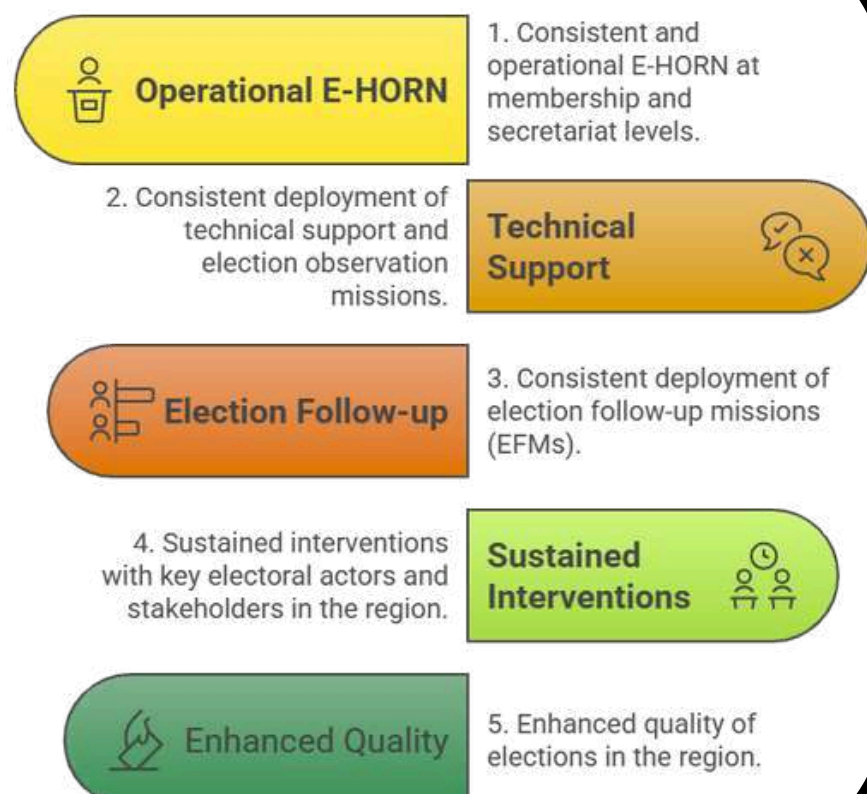 Operational E-HORN
1. Consistent and
operational E-HORN at
membership and
secretariat levels.
2. Consistent deployment of
technical support and
election observation
missions.
Technical
Support
Election Follow-up
3. Consistent deployment of
election follow-up missions
(EFMs).
4. Sustained interventions
with key electoral actors and
stakeholders in the region.
Sustained
Interventions
Enhanced Quality
5. Enhanced quality of
elections in the region.